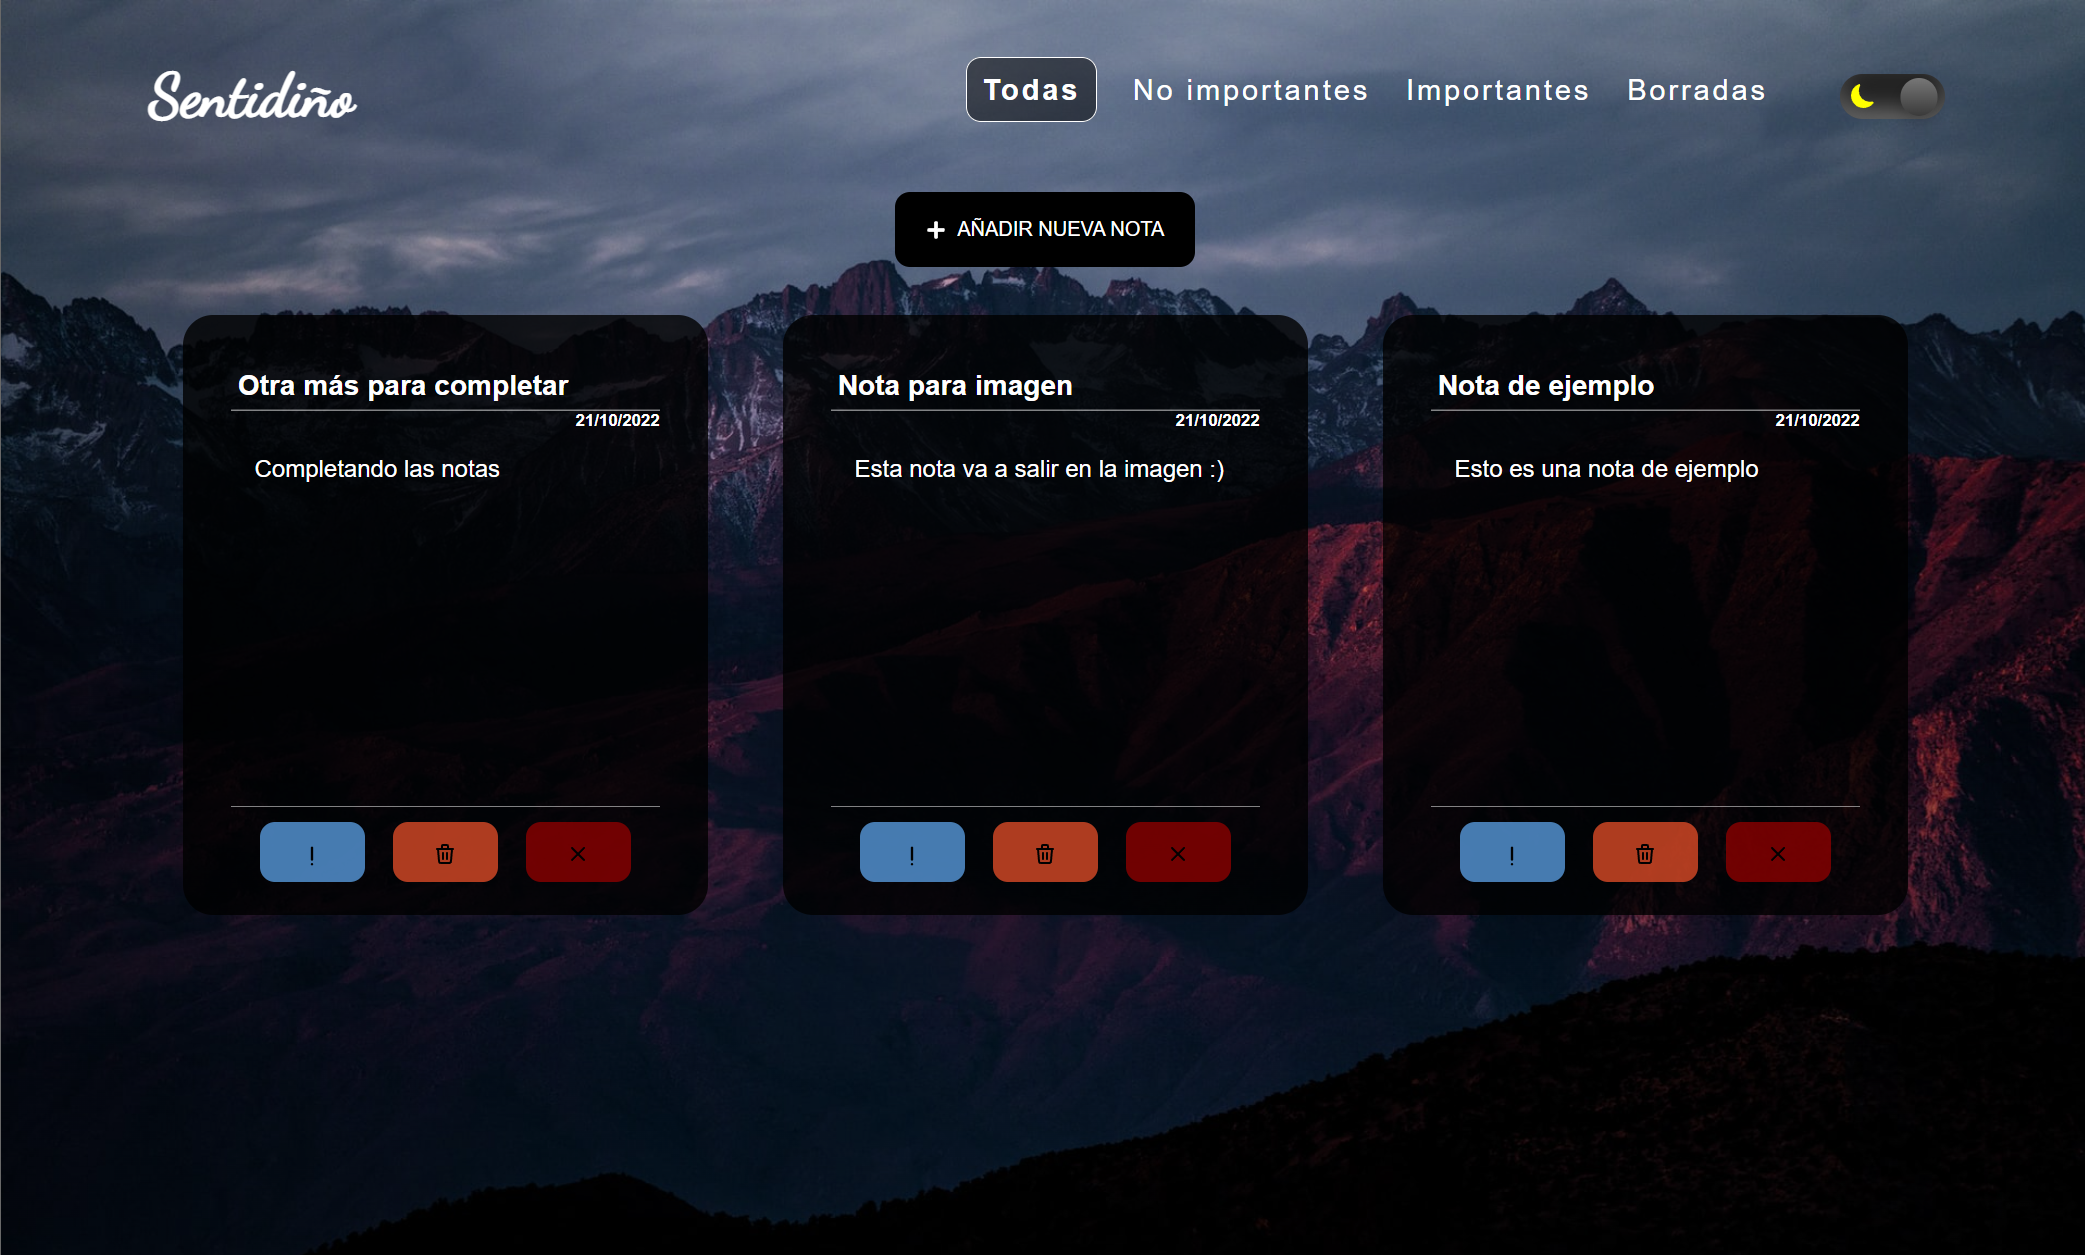 Sentidiño
Todas
No importantes
Importantes
Borradas
AÑADIR NUEVA NOTA
Otra más para completar
21/10/2022
Completando las notas
!
Nota para imagen
21/10/2022
Esta nota va a salir en la imagen :)
!
Nota de ejemplo
21/10/2022
Esto es una nota de ejemplo
!